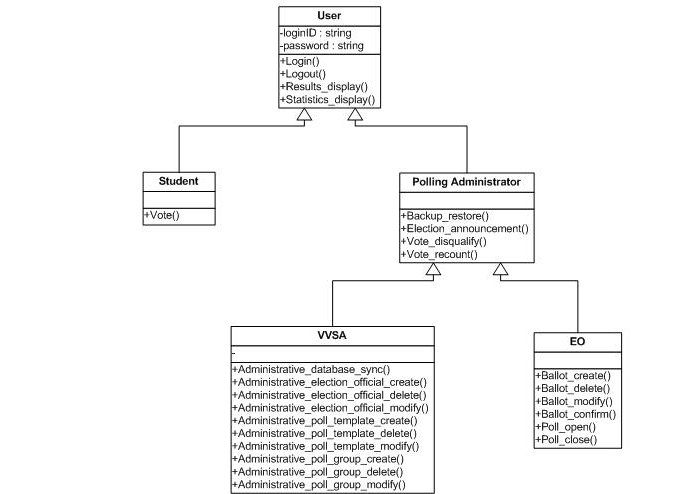 User
-loginID : string
-password : string
+Login()
+Logout()
+Results_display()
+Statistics_display()
Student
+Vote()
Polling Administrator
+Backup_restore()
+Election_announcement()
+Vote_disqualify()
+Vote_recount()
VVSA
-
+Administrative_database_sync()
+Administrative_election_official_create()
+Administrative_election_official_delete()
+Administrative_election_official_modify()
+Administrative_poll_template_create()
+Administrative_poll_template_delete()
+Administrative_poll_template_modify()
+Administrative_poll_group_create()
+Administrative_poll_group_delete()
+Administrative_poll_group_modify()
EO
+Ballot_create()
+Ballot_delete()
+Ballot_modify()
+Ballot_confirm()
+Poll_open()
+Poll_close()